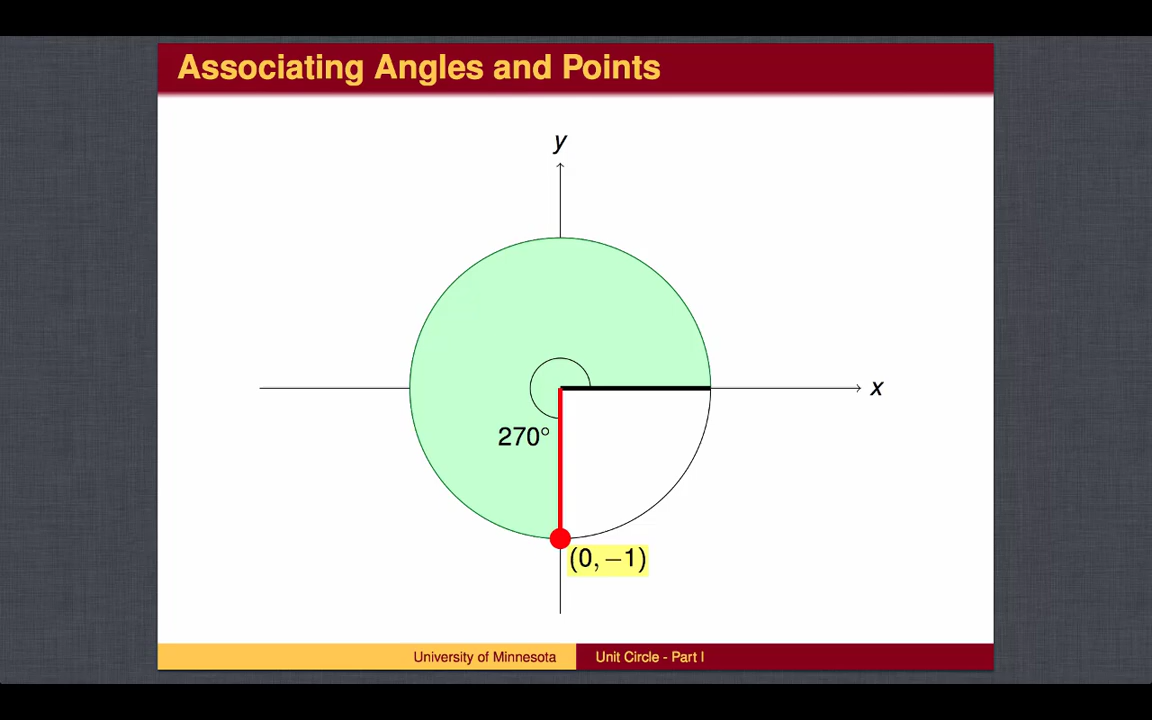 Associating Angles and Points
y
x
270°
(0, −1)
University of Minnesota
Unit Circle - Part I